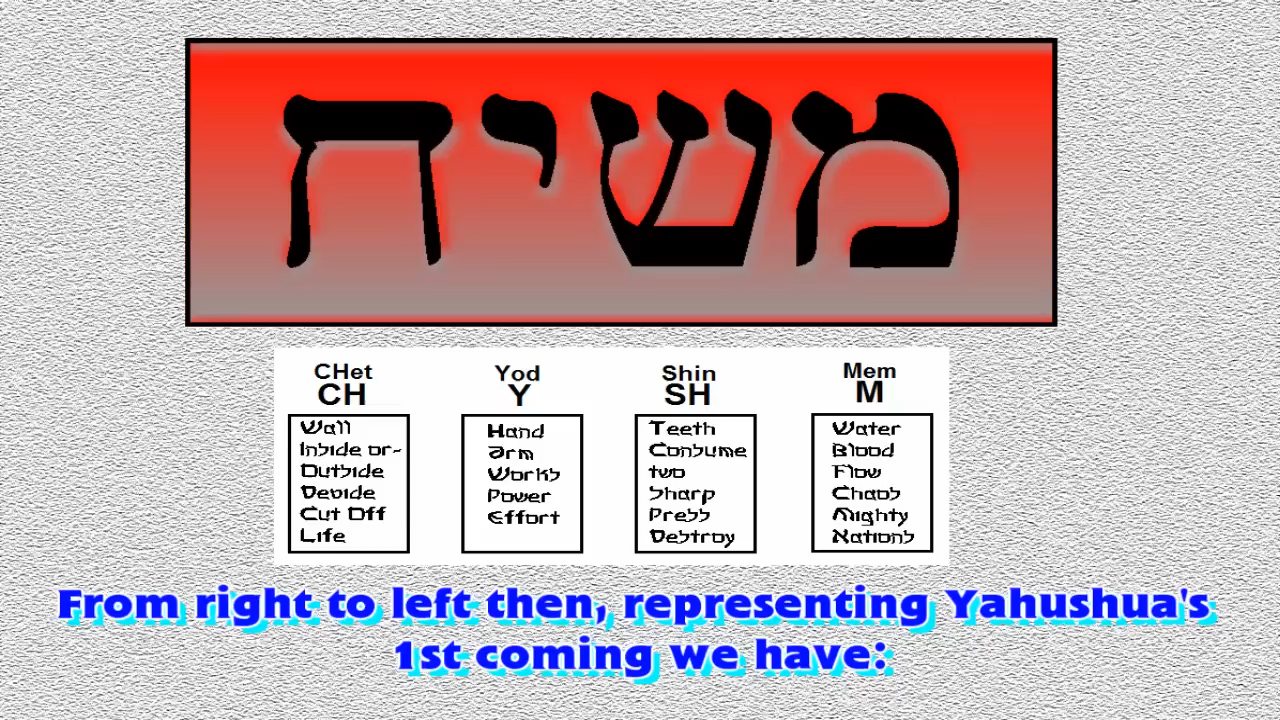 משיח
CHet
CH
Wall
Inside or-
Outside
Devide
Cut Off
Life
Yod
Y
Hand
arm
Works
Power
Effort
Shin
SH
Teeth
Consume
two
sharp
Press
Destroy
Mem
M
Water
Blood
Flow
Chaos
Mighty
Nations
From right to left then, representing Yahushua's
1st coming we have: